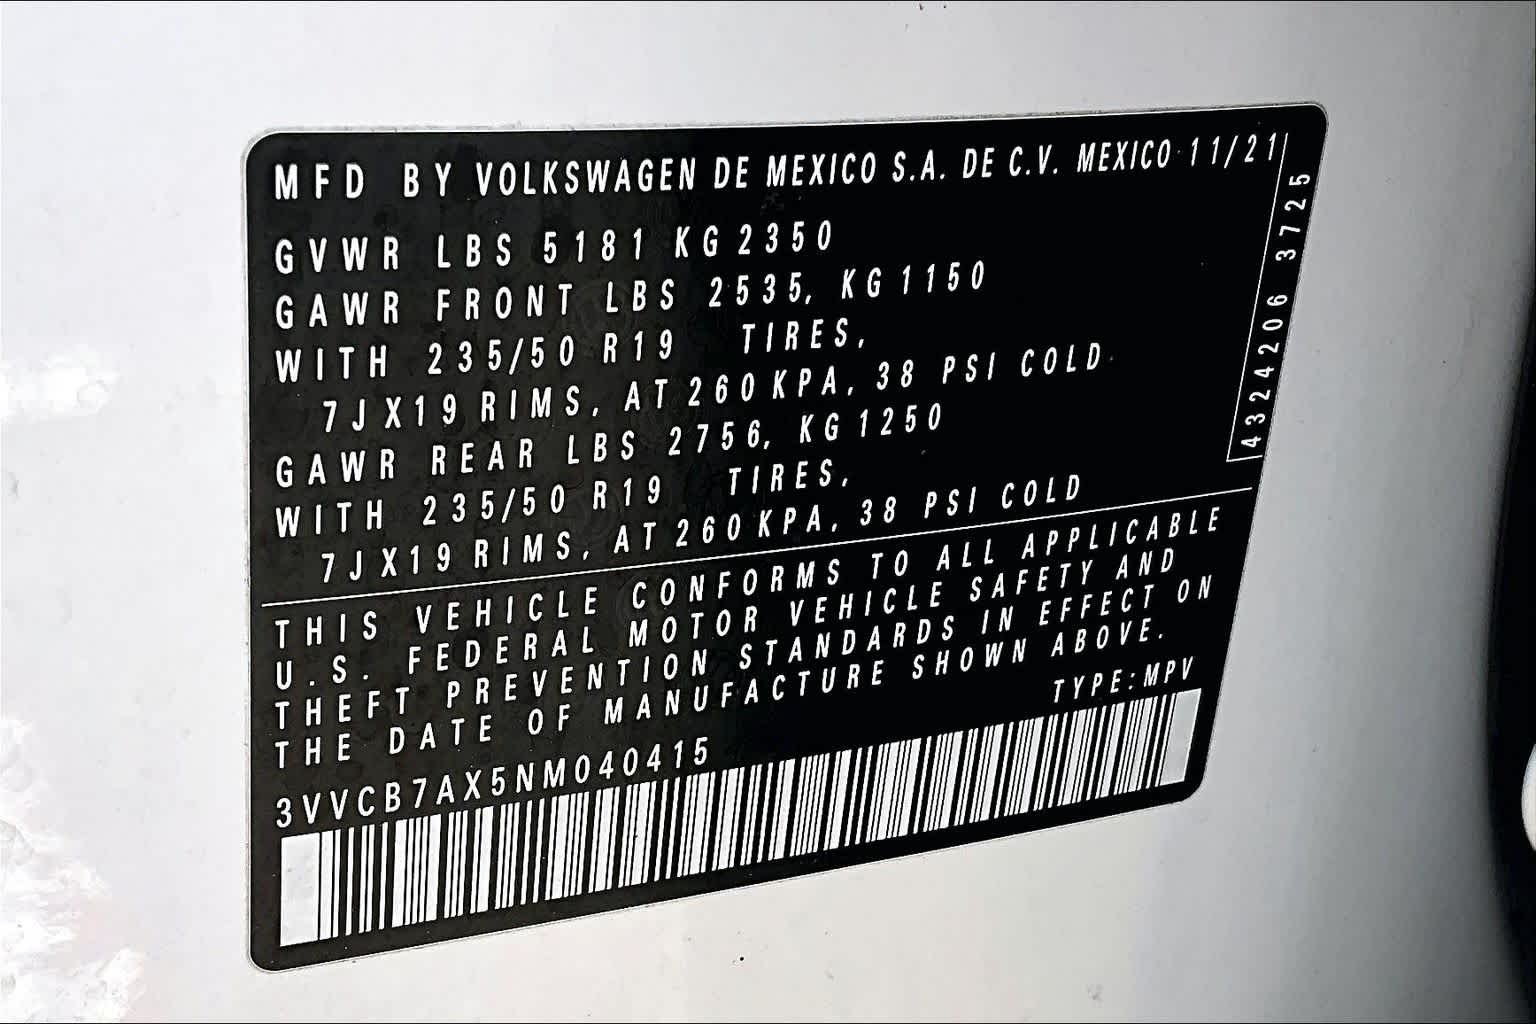 MFD BY VOLKSWAGEN DE MEXICO S.A. DE C.V. MEXICO 11/21
GVWR LBS 5181 KG 2350
GAWR FRONT LBS 2535, KG 1150
WITH 235/50 R19 TIRES,
7JX19 RIMS, AT 260 KPA, 38 PSI COLD
GAWR REAR LBS 2756, KG 1250
WITH 235/50 R19 TIRES,
7JX19 RIMS, AT 260 KPA, 38 PSI COLD
4324206 3725
THIS VEHICLE CONFORMS TO ALL APPLICABLE
U.S. FEDERAL MOTOR VEHICLE SAFETY AND
THEFT PREVENTION STANDARDS IN EFFECT ON
THE DATE OF MANUFACTURE SHOWN ABOVE.
TYPE:MPV
3VVCB7AX5NM040415